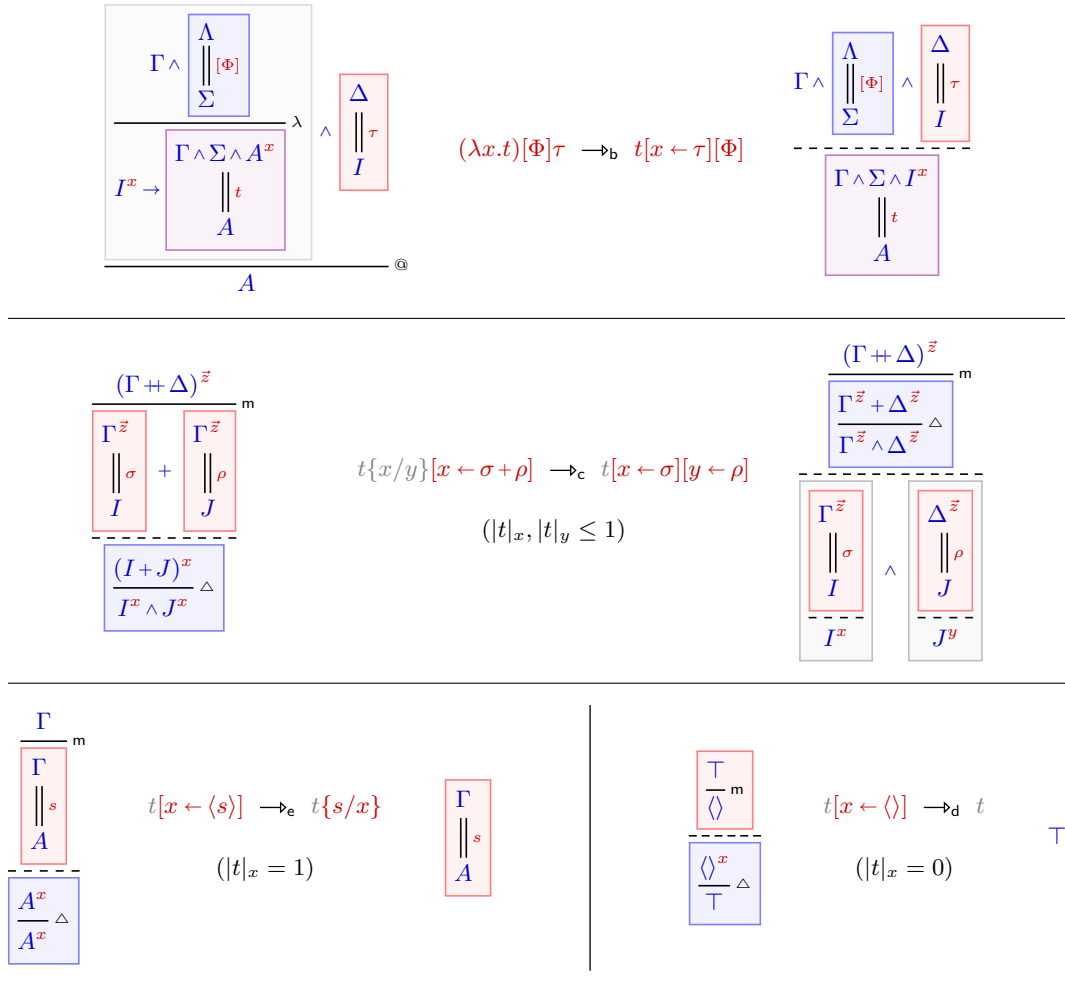 Λ
Γ ∧ ‖ [Φ]
Σ
λ
Γ ∧ Σ ∧ A^x
I^x → ‖ t
A
∧
Δ
‖ τ
I
@
A
(λx.t)[Φ]τ →_b t[x ← τ][Φ]
Λ
Γ ∧ ‖ [Φ]
Σ
∧
Δ
‖ τ
I
Γ ∧ Σ ∧ I^x
‖ t
A
(Γ ⧺ Δ)^z⃗
m
Γ^z⃗
‖ σ
I
+
Γ^z⃗
‖ ρ
J
(I + J)^x
△
I^x ∧ J^x
t{x/y}[x ← σ + ρ] →_c t[x ← σ][y ← ρ]
(|t|_x, |t|_y ≤ 1)
(Γ ⧺ Δ)^z⃗
m
Γ^z⃗ + Δ^z⃗
△
Γ^z⃗ ∧ Δ^z⃗
Γ^z⃗
‖ σ
I
I^x
∧
Δ^z⃗
‖ ρ
J
J^y
Γ
m
Γ
‖ s
A
A^x
△
A^x
t[x ← ⟨s⟩] →_e t{s/x}
(|t|_x = 1)
Γ
‖ s
A
⊤
m
⟨⟩
⟨⟩^x
△
⊤
t[x ← ⟨⟩] →_d t
(|t|_x = 0)
⊤